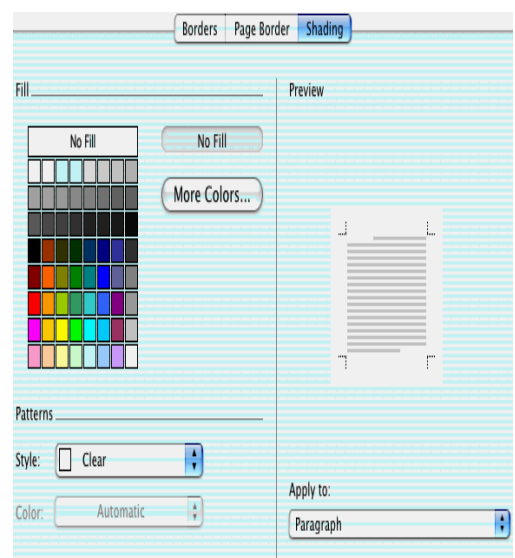 Borders Page Border Shading
Fill
Preview
No Fill
No Fill
More Colors...
Patterns
Style: Clear
Color: Automatic
Apply to:
Paragraph